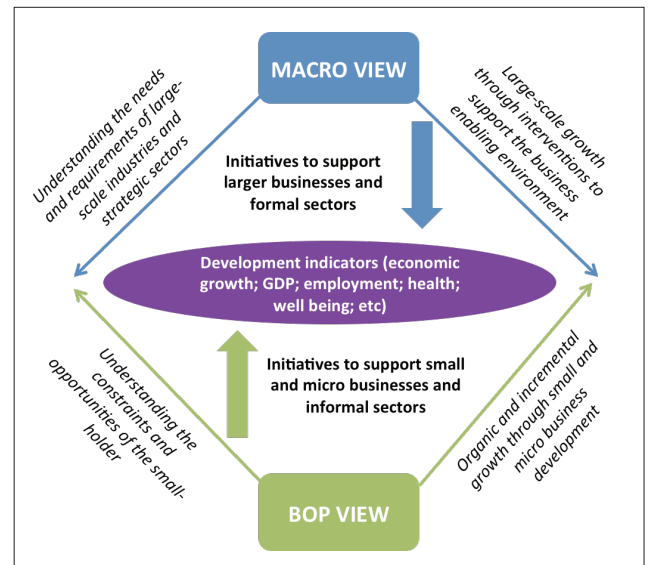 MACRO VIEW
Understanding the needs
and requirements of large-
scale industries and
strategic sectors
Large-scale growth
through interventions to
support the business
enabling environment
Initiatives to support
larger businesses and
formal sectors
Development indicators (economic
growth; GDP; employment; health;
well being; etc)
Initiatives to support small
and micro businesses and
informal sectors
Understanding the
constraints and
opportunities of the small-
holder
Organic and incremental
growth through small and
micro business
development
BOP VIEW